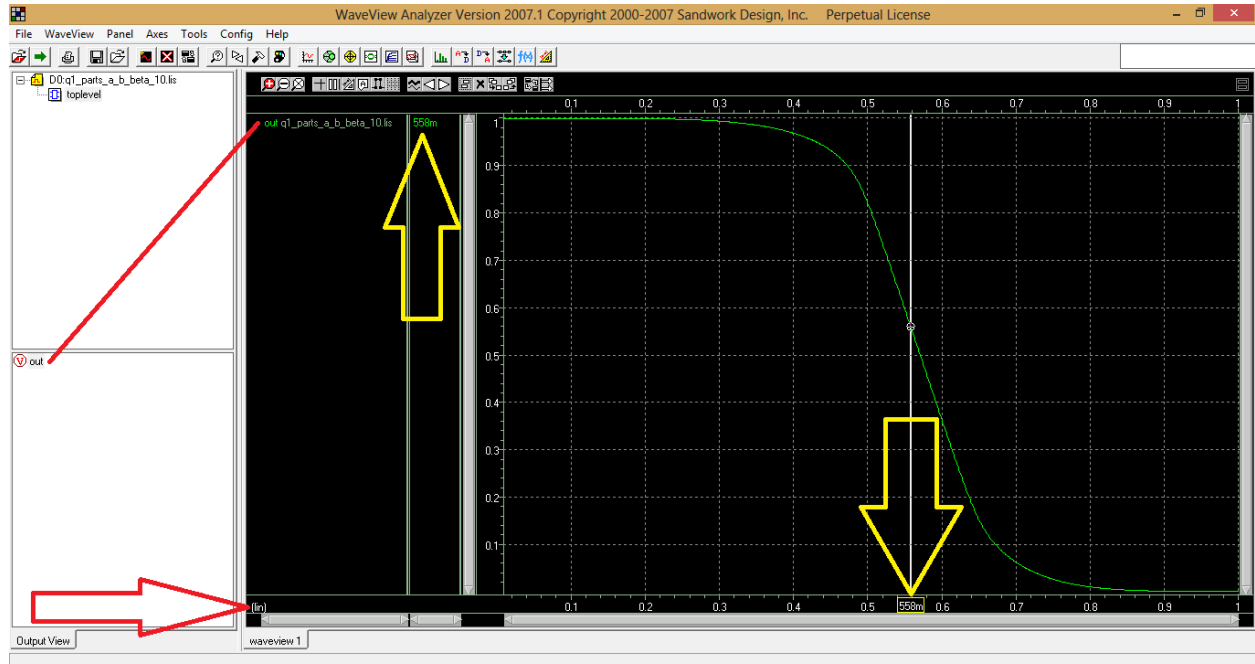 WaveView Analyzer Version 2007.1 Copyright 2000-2007 Sandwork Design, Inc. Perpetual License
File WaveView Panel Axes Tools Config Help
D0:q1_parts_a_b_beta_10.lis
toplevel
0.1 0.2 0.3 0.4 0.5 0.6 0.7 0.8 0.9 1
out q1_parts_a_b_beta_10.lis 558m
1
0.9
0.8
0.7
0.6
0.5
0.4
0.3
0.2
0.1
V out
(lin) 0.1 0.2 0.3 0.4 0.5 558m 0.6 0.7 0.8 0.9 1
Output View waveview 1